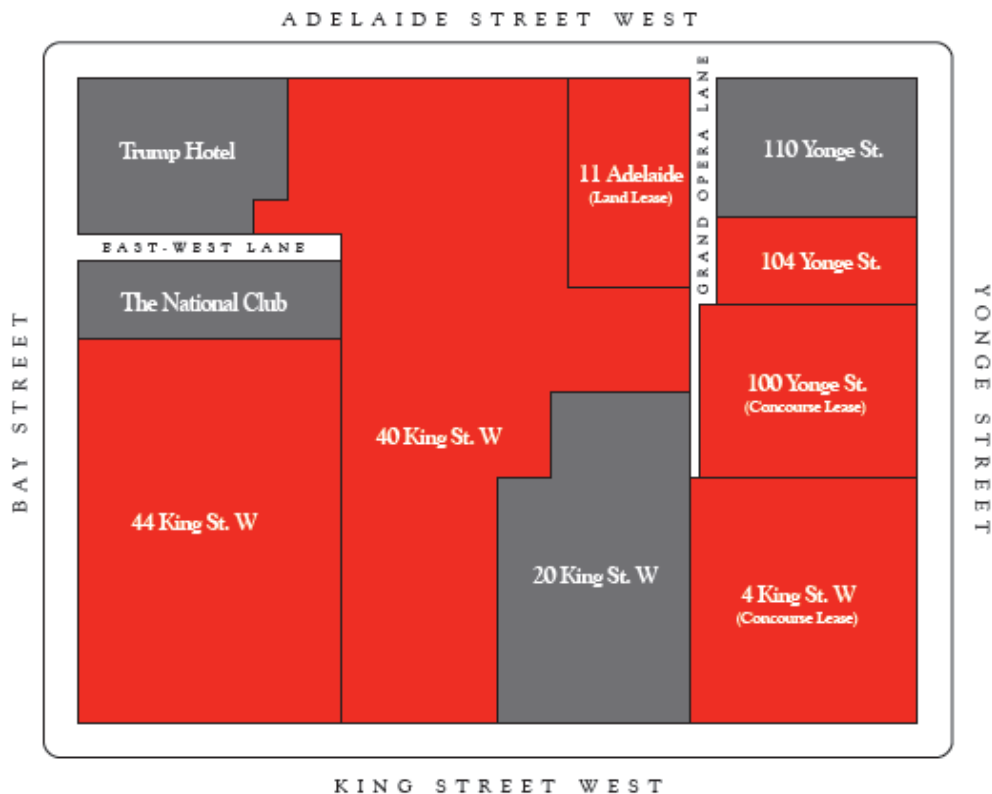 ADELAIDE STREET WEST
Trump Hotel
11 Adelaide
(Land Lease)
GRAND OPERA LANE
110 Yonge St.
EAST-WEST LANE
104 Yonge St.
The National Club
BAY STREET
YONGE STREET
100 Yonge St.
(Concourse Lease)
40 King St. W
44 King St. W
20 King St. W
4 King St. W
(Concourse Lease)
KING STREET WEST